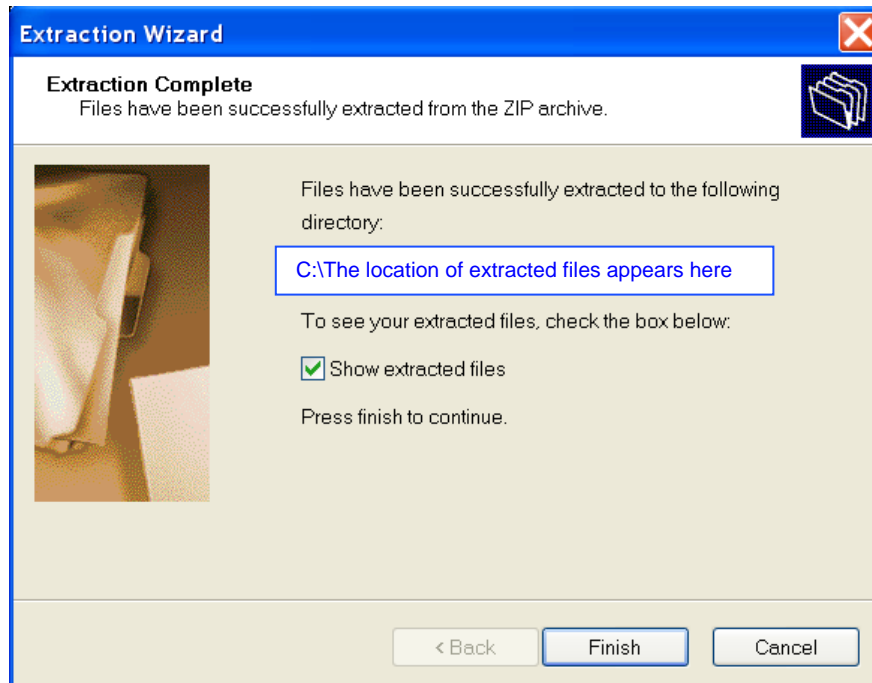 Extraction Wizard
Extraction Complete
Files have been successfully extracted from the ZIP archive.
Files have been successfully extracted to the following
directory:
C:\The location of extracted files appears here
To see your extracted files, check the box below:
Show extracted files
Press finish to continue.
< Back Finish Cancel